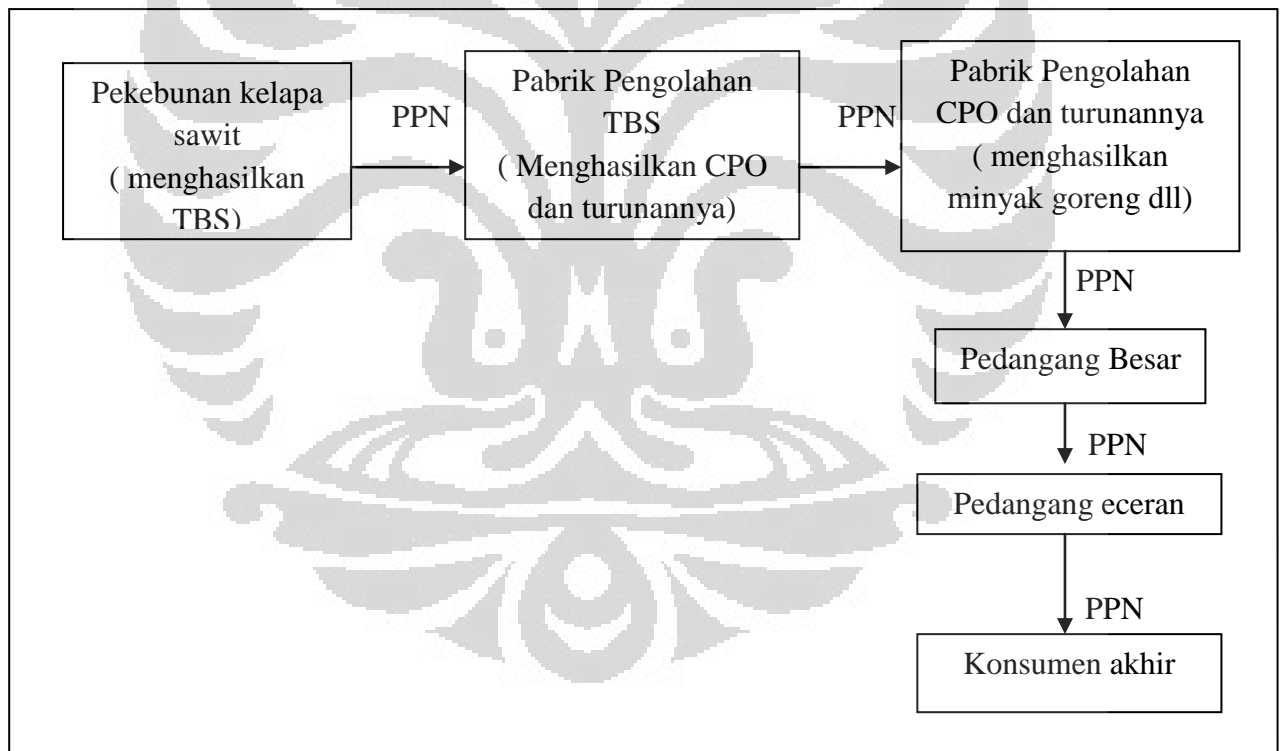 Pekebunan kelapa
sawit
( menghasilkan
TBS)
PPN
Pabrik Pengolahan
TBS
( Menghasilkan CPO
dan turunannya)
PPN
Pabrik Pengolahan
CPO dan turunannya
( menghasilkan
minyak goreng dll)
PPN
Pedangang Besar
PPN
Pedangang eceran
PPN
Konsumen akhir